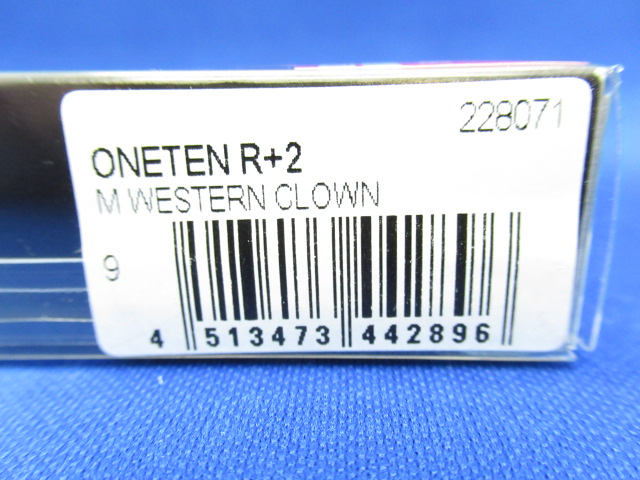 228071
ONETEN R+2
M WESTERN CLOWN
9
4 513473 442896